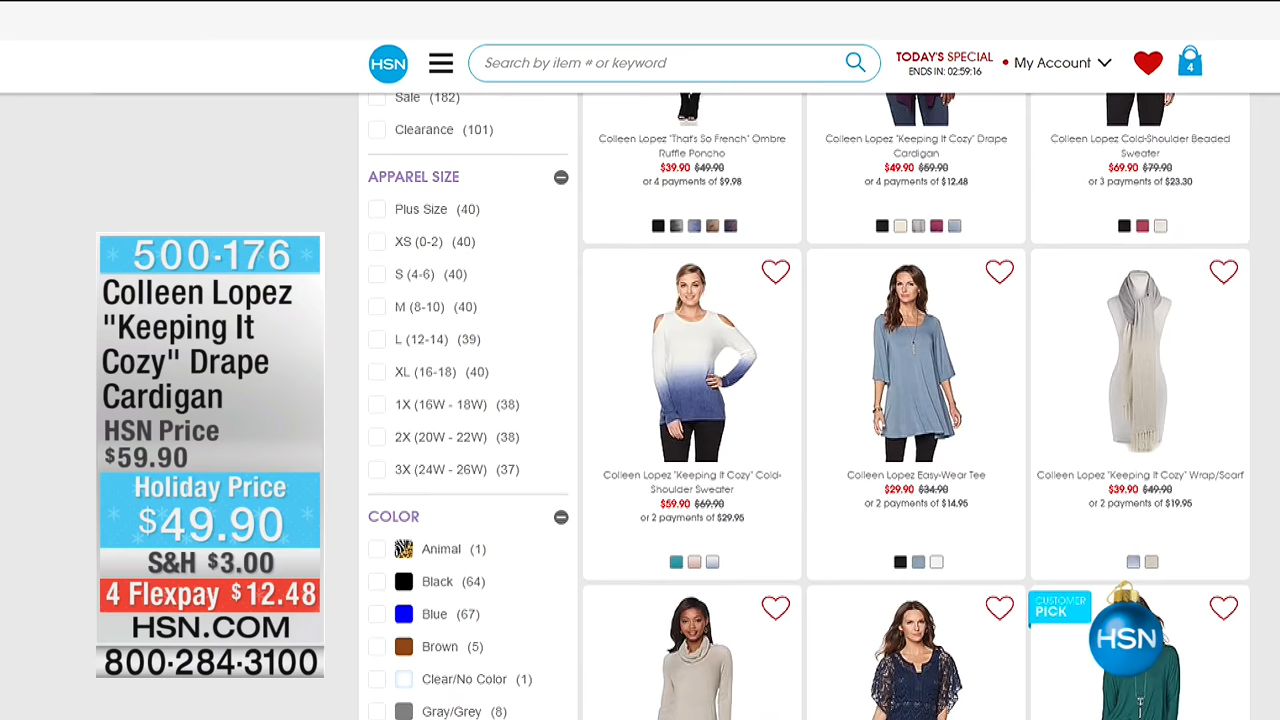 HSN
Search by item # or keyword
TODAY'S SPECIAL
ENDS IN: 02:59:16
My Account
4
Sale (182)
Clearance (101)
APPAREL SIZE
Plus Size (40)
XS (0-2) (40)
S (4-6) (40)
M (8-10) (40)
L (12-14) (39)
XL (16-18) (40)
1X (16W - 18W) (38)
2X (20W - 22W) (38)
3X (24W - 26W) (37)
COLOR
Animal (1)
Black (64)
Blue (67)
Brown (5)
Clear/No Color (1)
Gray/Grey (8)
Colleen Lopez "That's So French" Ombre
Ruffle Poncho
$39.90 $49.90
or 4 payments of $9.98
Colleen Lopez "Keeping It Cozy" Drape
Cardigan
$49.90 $59.90
or 4 payments of $12.48
Colleen Lopez Cold-Shoulder Beaded
Sweater
$69.90 $79.90
or 3 payments of $23.30
Colleen Lopez "Keeping It Cozy" Cold-
Shoulder Sweater
$59.90 $69.90
or 2 payments of $29.95
Colleen Lopez Easy-Wear Tee
$29.90 $34.90
or 2 payments of $14.95
Colleen Lopez "Keeping It Cozy" Wrap/Scarf
$39.90 $49.90
or 2 payments of $19.95
CUSTOMER
PICK
HSN
500-176
Colleen Lopez
"Keeping It
Cozy" Drape
Cardigan
HSN Price
$59.90
Holiday Price
$49.90
S&H $3.00
4 Flexpay $12.48
HSN.COM
800-284-3100